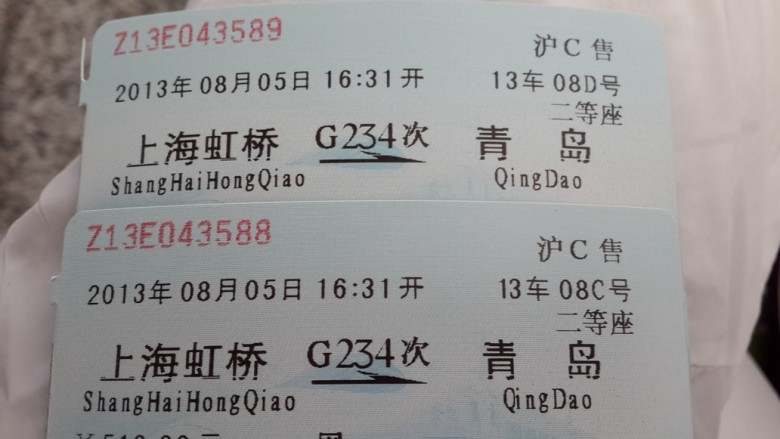 Z13E043589
沪C售
2013年08月05日16:31开 13车08D号
二等座
上海虹桥 G234次 青岛
ShangHaiHongQiao QingDao
Z13E043588
沪C售
2013年08月05日16:31开 13车08C号
二等座
上海虹桥 G234次 青岛
ShangHaiHongQiao QingDao